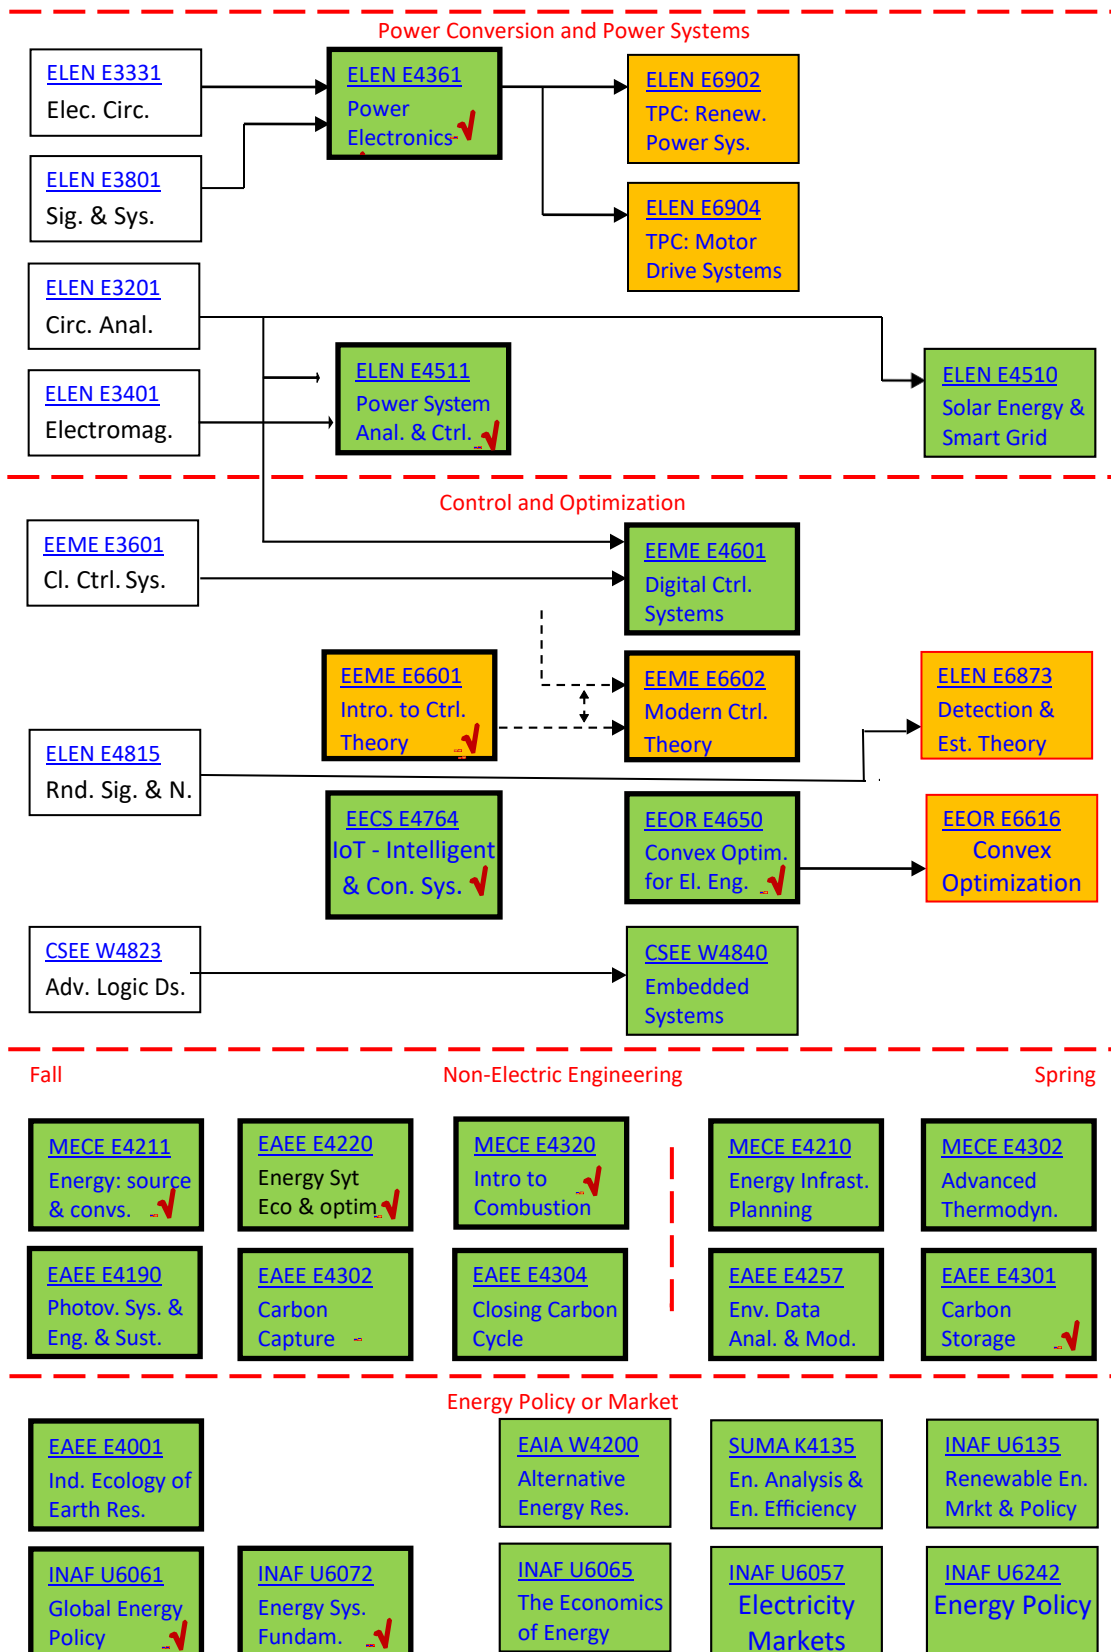 Power Conversion and Power Systems
ELEN E3331
Elec. Circ.
ELEN E4361
Power
Electronics
ELEN E6902
TPC: Renew.
Power Sys.
ELEN E3801
Sig. & Sys.
ELEN E6904
TPC: Motor
Drive Systems
ELEN E3201
Circ. Anal.
ELEN E4511
Power System
Anal. & Ctrl.
ELEN E4510
Solar Energy &
Smart Grid
ELEN E3401
Electromag.
Control and Optimization
EEME E3601
Cl. Ctrl. Sys.
EEME E4601
Digital Ctrl.
Systems
EEME E6601
Intro. to Ctrl.
Theory
EEME E6602
Modern Ctrl.
Theory
ELEN E6873
Detection &
Est. Theory
ELEN E4815
Rnd. Sig. & N.
EECS E4764
IoT - Intelligent
& Con. Sys.
EEOR E4650
Convex Optim.
for El. Eng.
EEOR E6616
Convex
Optimization
CSEE W4823
Adv. Logic Ds.
CSEE W4840
Embedded
Systems
Fall
Non-Electric Engineering
Spring
MECE E4211
Energy: source
& convs.
EAEE E4220
Energy Syt
Eco & optim
MECE E4320
Intro to
Combustion
MECE E4210
Energy Infrast.
Planning
MECE E4302
Advanced
Thermodyn.
EAEE E4190
Photov. Sys. &
Eng. & Sust.
EAEE E4302
Carbon
Capture
EAEE E4304
Closing Carbon
Cycle
EAEE E4257
Env. Data
Anal. & Mod.
EAEE E4301
Carbon
Storage
Energy Policy or Market
EAEE E4001
Ind. Ecology of
Earth Res.
EAIA W4200
Alternative
Energy Res.
SUMA K4135
En. Analysis &
En. Efficiency
INAF U6135
Renewable En.
Mrkt & Policy
INAF U6061
Global Energy
Policy
INAF U6072
Energy Sys.
Fundam.
INAF U6065
The Economics
of Energy
INAF U6057
Electricity
Markets
INAF U6242
Energy Policy